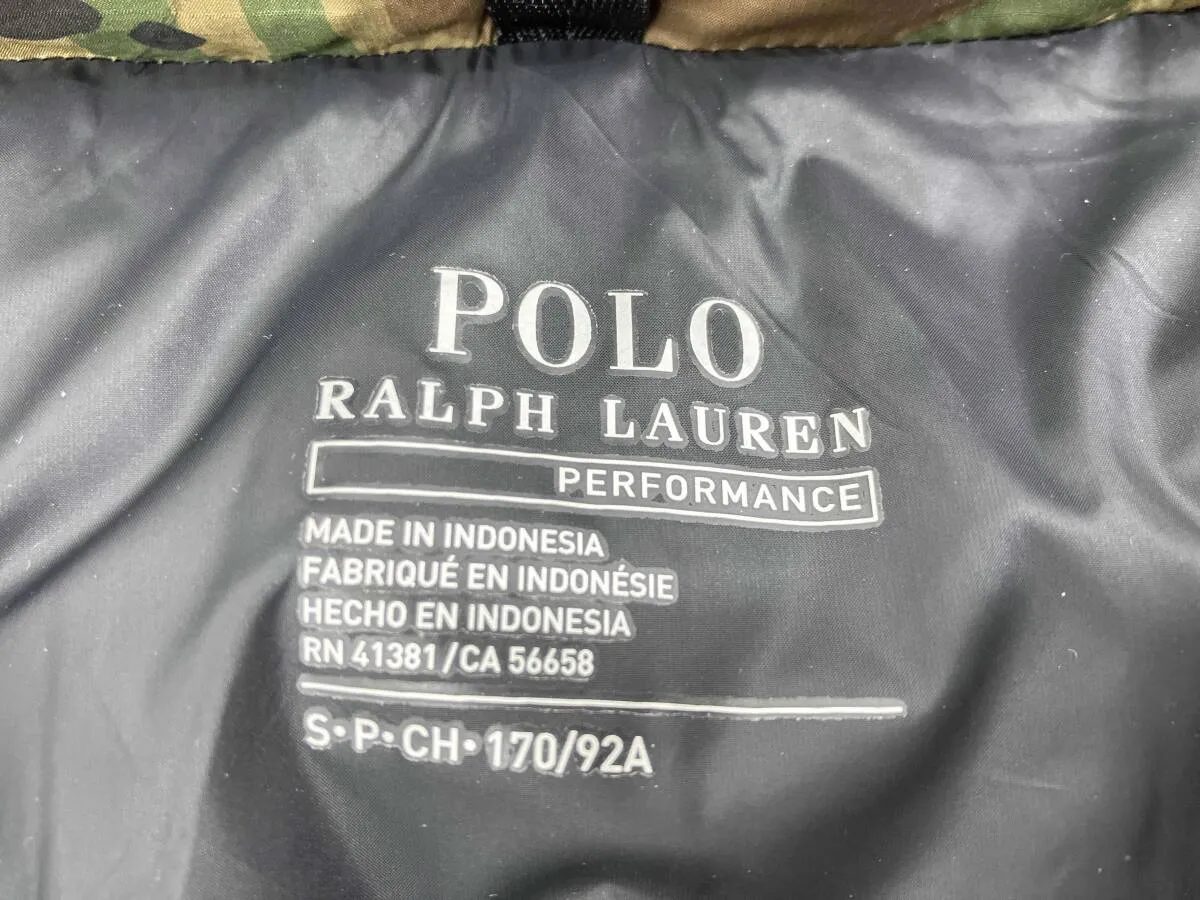 POLO
RALPH LAUREN
PERFORMANCE
MADE IN INDONESIA
FABRIQUÉ EN INDONÉSIE
HECHO EN INDONESIA
RN 41381/CA 56658
S•P•CH•170/92A